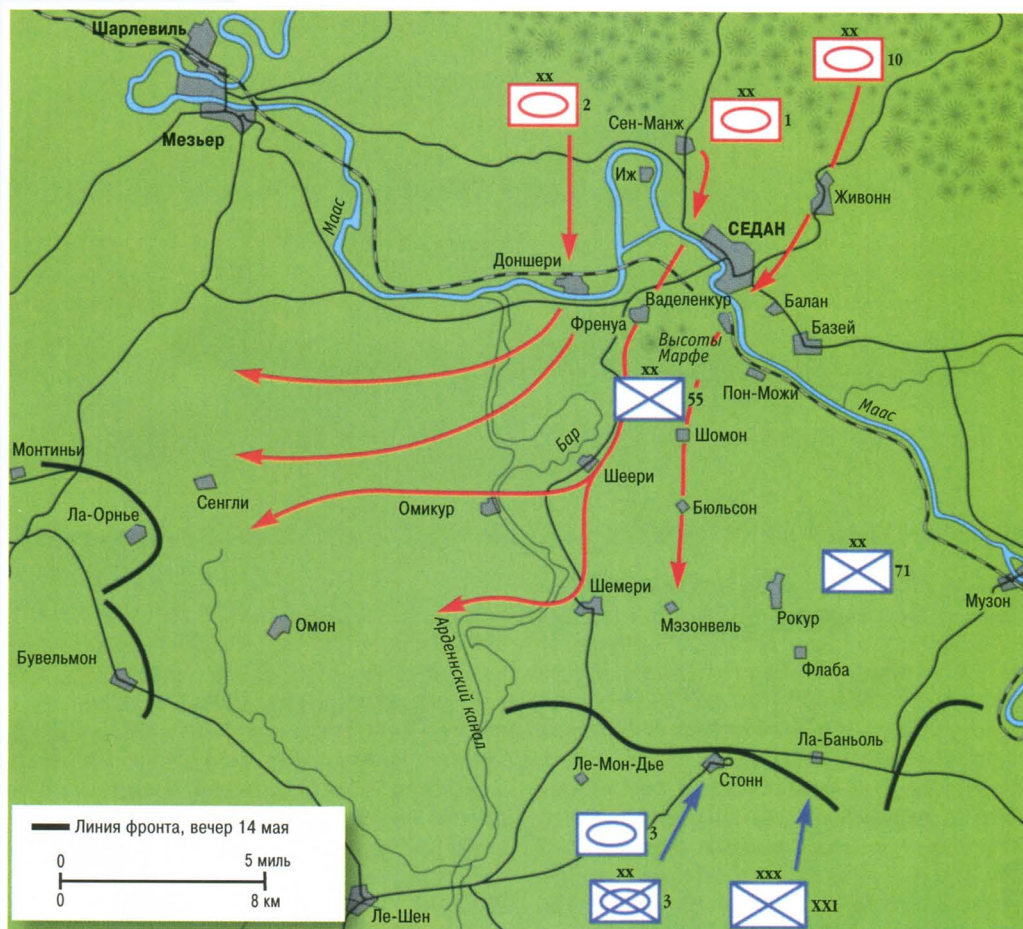 Шарлевиль
Мезьер
Маас
xx
2
xx
1
xx
10
Сен-Манж
Иж
Живонн
СЕДАН
Доншери
Ваделенкур
Балан
Френуа
Базей
Высоты
Марфе
xx
55
Пон-Можи
Маас
Шомон
Бар
Монтиньи
Шеери
Сенгли
Омикур
Бюльсон
Ла-Орнье
xx
71
Шемери
Музон
Мэзонвель
Рокур
Омон
Арденнский канал
Бувельмон
Флаба
Ла-Баньоль
Ле-Мон-Дье
Стонн
3
xx
3
xxx
XXI
Ле-Шен
Линия фронта, вечер 14 мая
0 5 миль
0 8 км